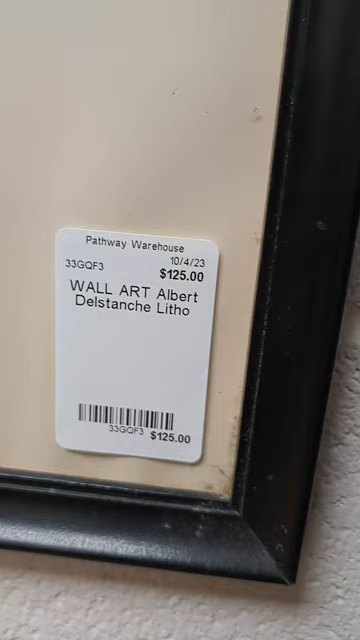 Pathway Warehouse
33GQF3 10/4/23
$125.00
WALL ART Albert
Delstanche Litho
33GQF3 $125.00